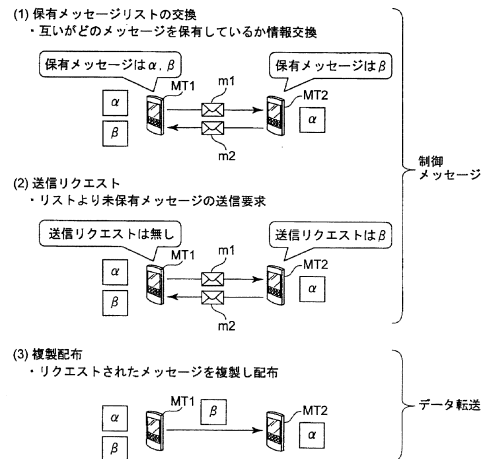 (1) 保有メッセージリストの交換
・互いがどのメッセージを保有しているか情報交換
保有メッセージはα, β
保有メッセージはβ
MT1
m1
MT2
α
β
α
m2
制御
メッセージ
(2) 送信リクエスト
・リストより未保有メッセージの送信要求
送信リクエストは無し
送信リクエストはβ
MT1
m1
MT2
α
β
α
m2
(3) 複製配布
・リクエストされたメッセージを複製し配布
MT1
β
MT2
α
β
α
データ転送